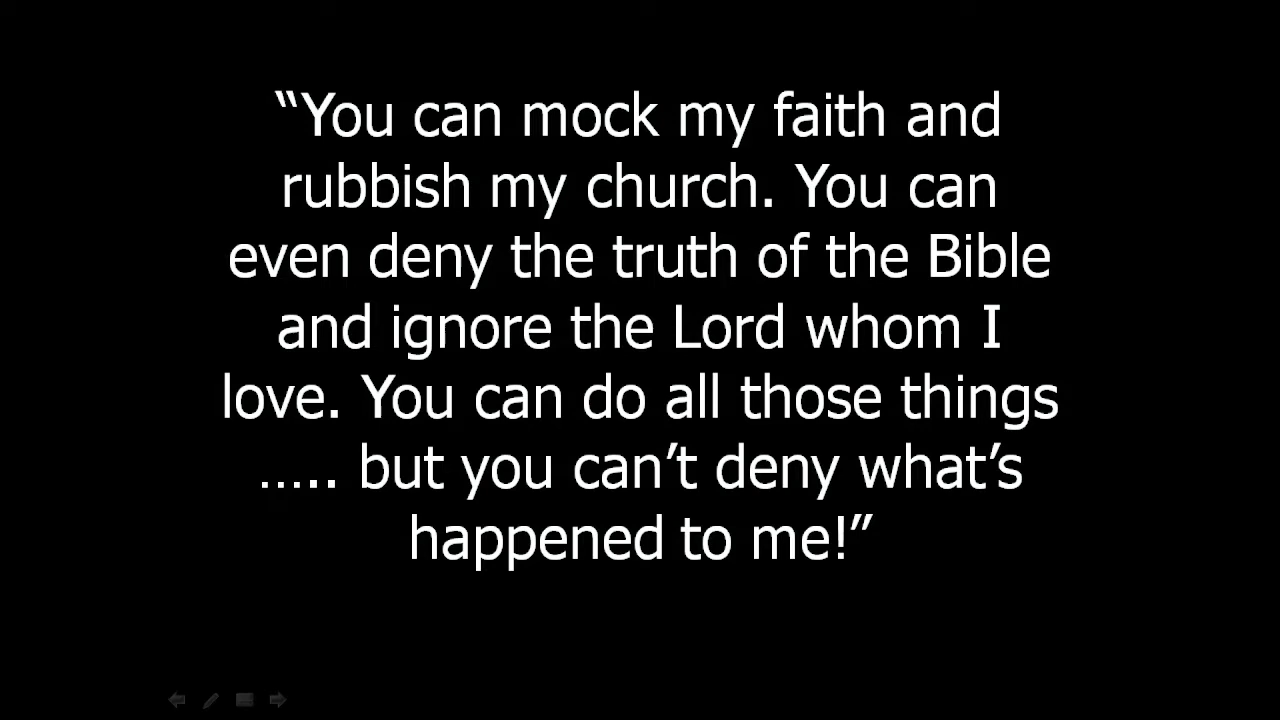 “You can mock my faith and
rubbish my church. You can
even deny the truth of the Bible
and ignore the Lord whom I
love. You can do all those things
….. but you can’t deny what’s
happened to me!”